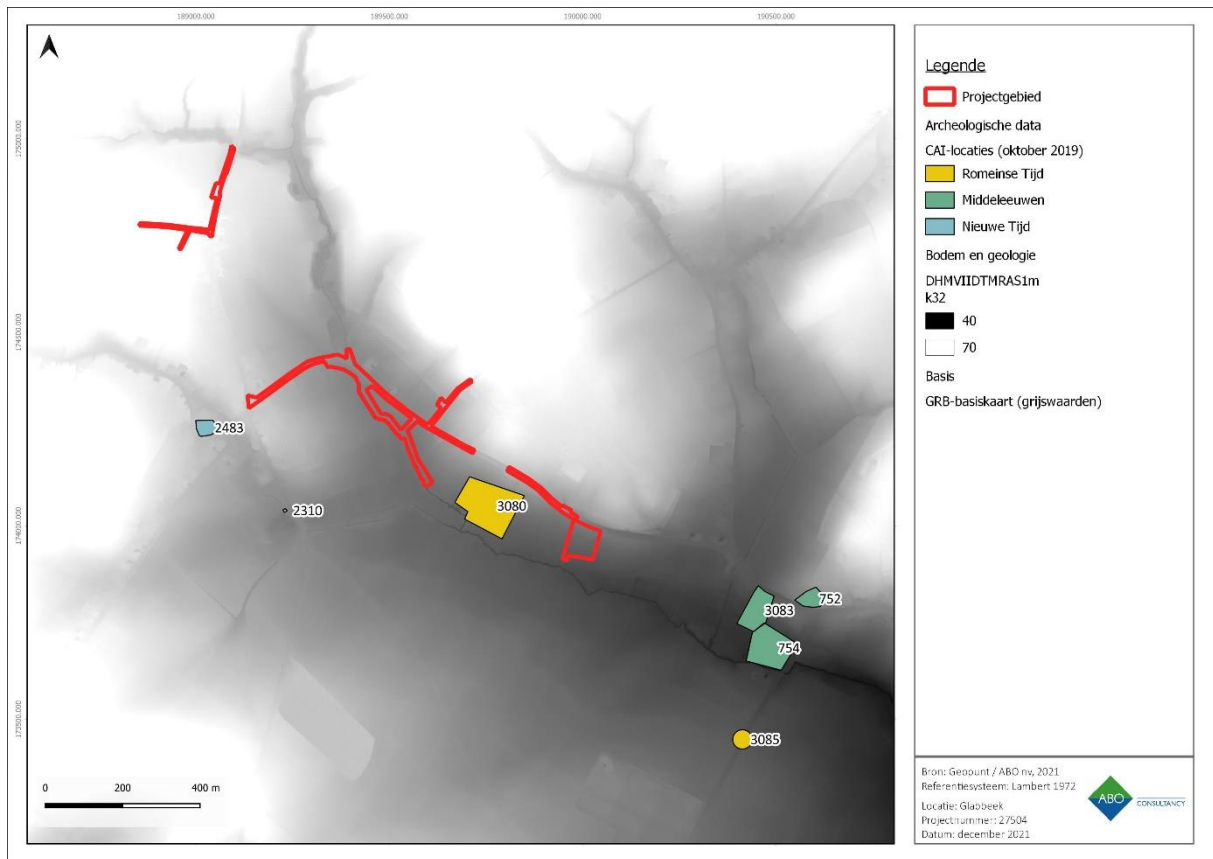 189000.000
189500.000
190000.000
190500.000
175000.000
174500.000
174000.000
173500.000
2483
2310
3080
3083
752
754
3085
0
200
400 m
Legende
Projectgebied
Archeologische data
CAI-locaties (oktober 2019)
Romeinse Tijd
Middeleeuwen
Nieuwe Tijd
Bodem en geologie
DHMVIIDTMRAS1m
k32
40
70
Basis
GRB-basiskaart (grijswaarden)
Bron: Geopunt / ABO nv, 2021
Referentiesysteem: Lambert 1972
Locatie: Glabbeek
Projectnummer: 27504
Datum: december 2021
ABO CONSULTANCY